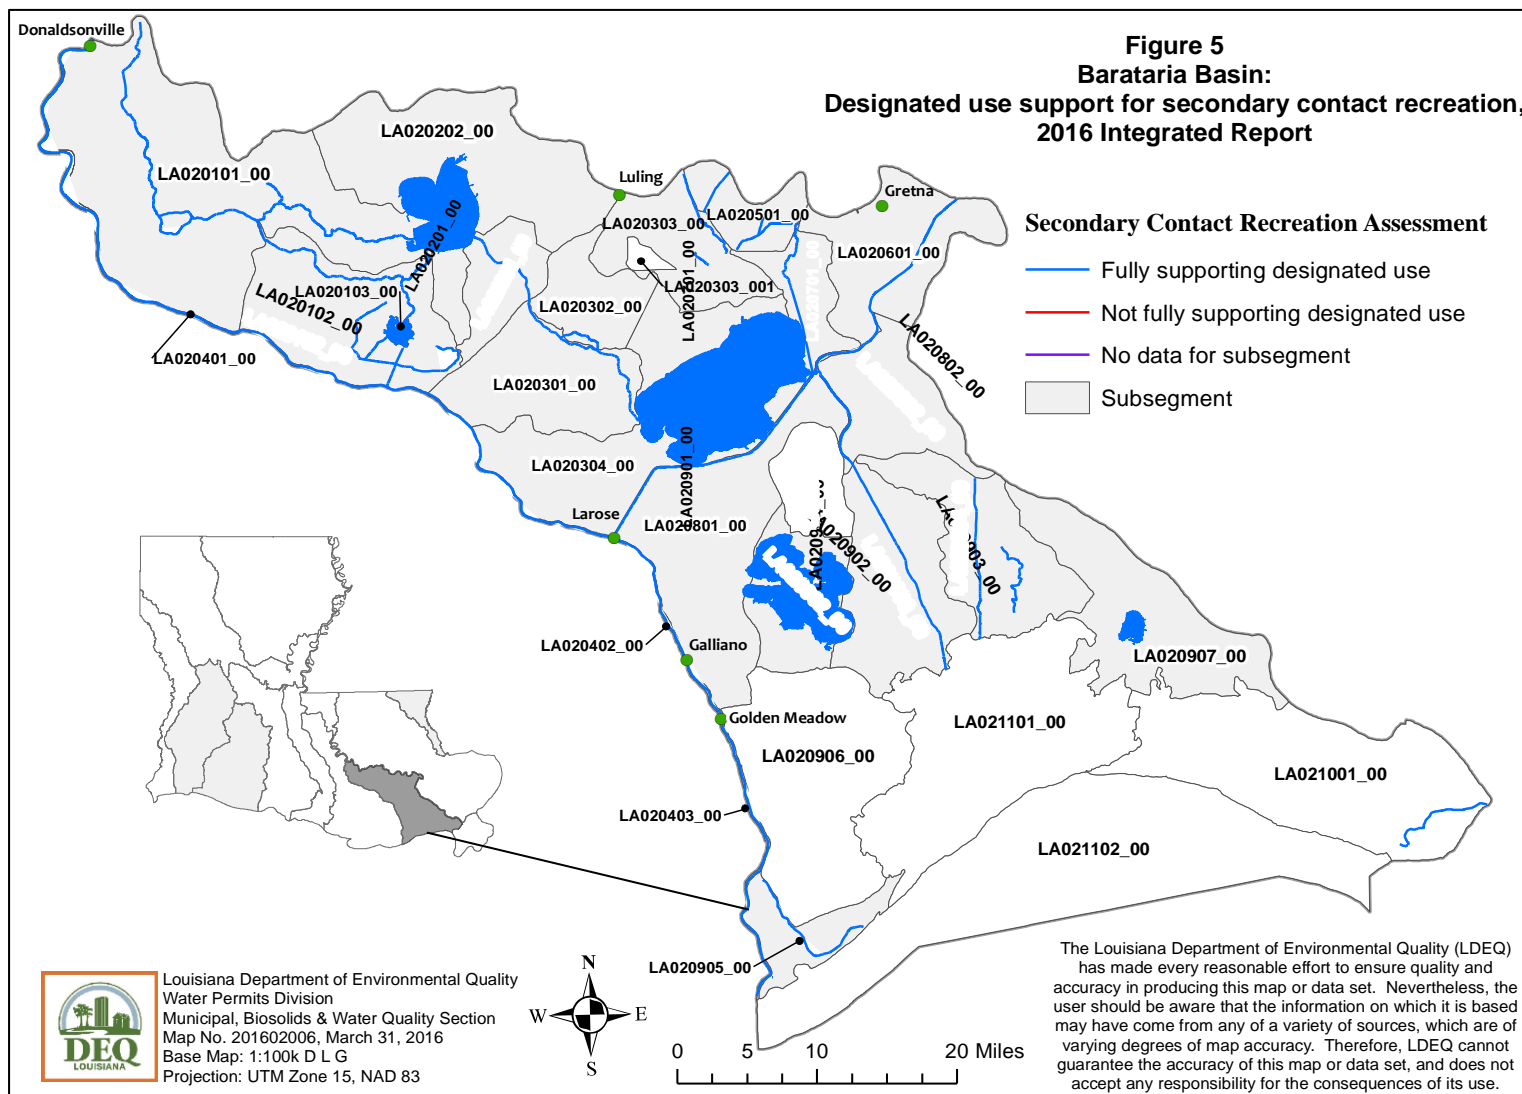 Figure 5
Barataria Basin:
Designated use support for secondary contact recreation,
2016 Integrated Report
Donaldsonville
LA020202_00
LA020101_00
Luling
Gretna
LA020303_00
LA020501_00
LA020601_00
LA020201_00
LA020103_00
LA020102_00
LA020302_00
LA020303_001
LA020701_00
LA020401_00
LA020802_00
LA020301_00
LA020304_00
LA020901_00
Larose
LA020801_00
LA020902_00
LA020402_00
Galliano
LA020907_00
Golden Meadow
LA021101_00
LA020906_00
LA021001_00
LA020403_00
LA021102_00
LA020905_00
Secondary Contact Recreation Assessment
Fully supporting designated use
Not fully supporting designated use
No data for subsegment
Subsegment
DEQ
LOUISIANA
Louisiana Department of Environmental Quality
Water Permits Division
Municipal, Biosolids & Water Quality Section
Map No. 201602006, March 31, 2016
Base Map: 1:100k D L G
Projection: UTM Zone 15, NAD 83
N
W E
S
0 5 10 20 Miles
The Louisiana Department of Environmental Quality (LDEQ)
has made every reasonable effort to ensure quality and
accuracy in producing this map or data set. Nevertheless, the
user should be aware that the information on which it is based
may have come from any of a variety of sources, which are of
varying degrees of map accuracy. Therefore, LDEQ cannot
guarantee the accuracy of this map or data set, and does not
accept any responsibility for the consequences of its use.